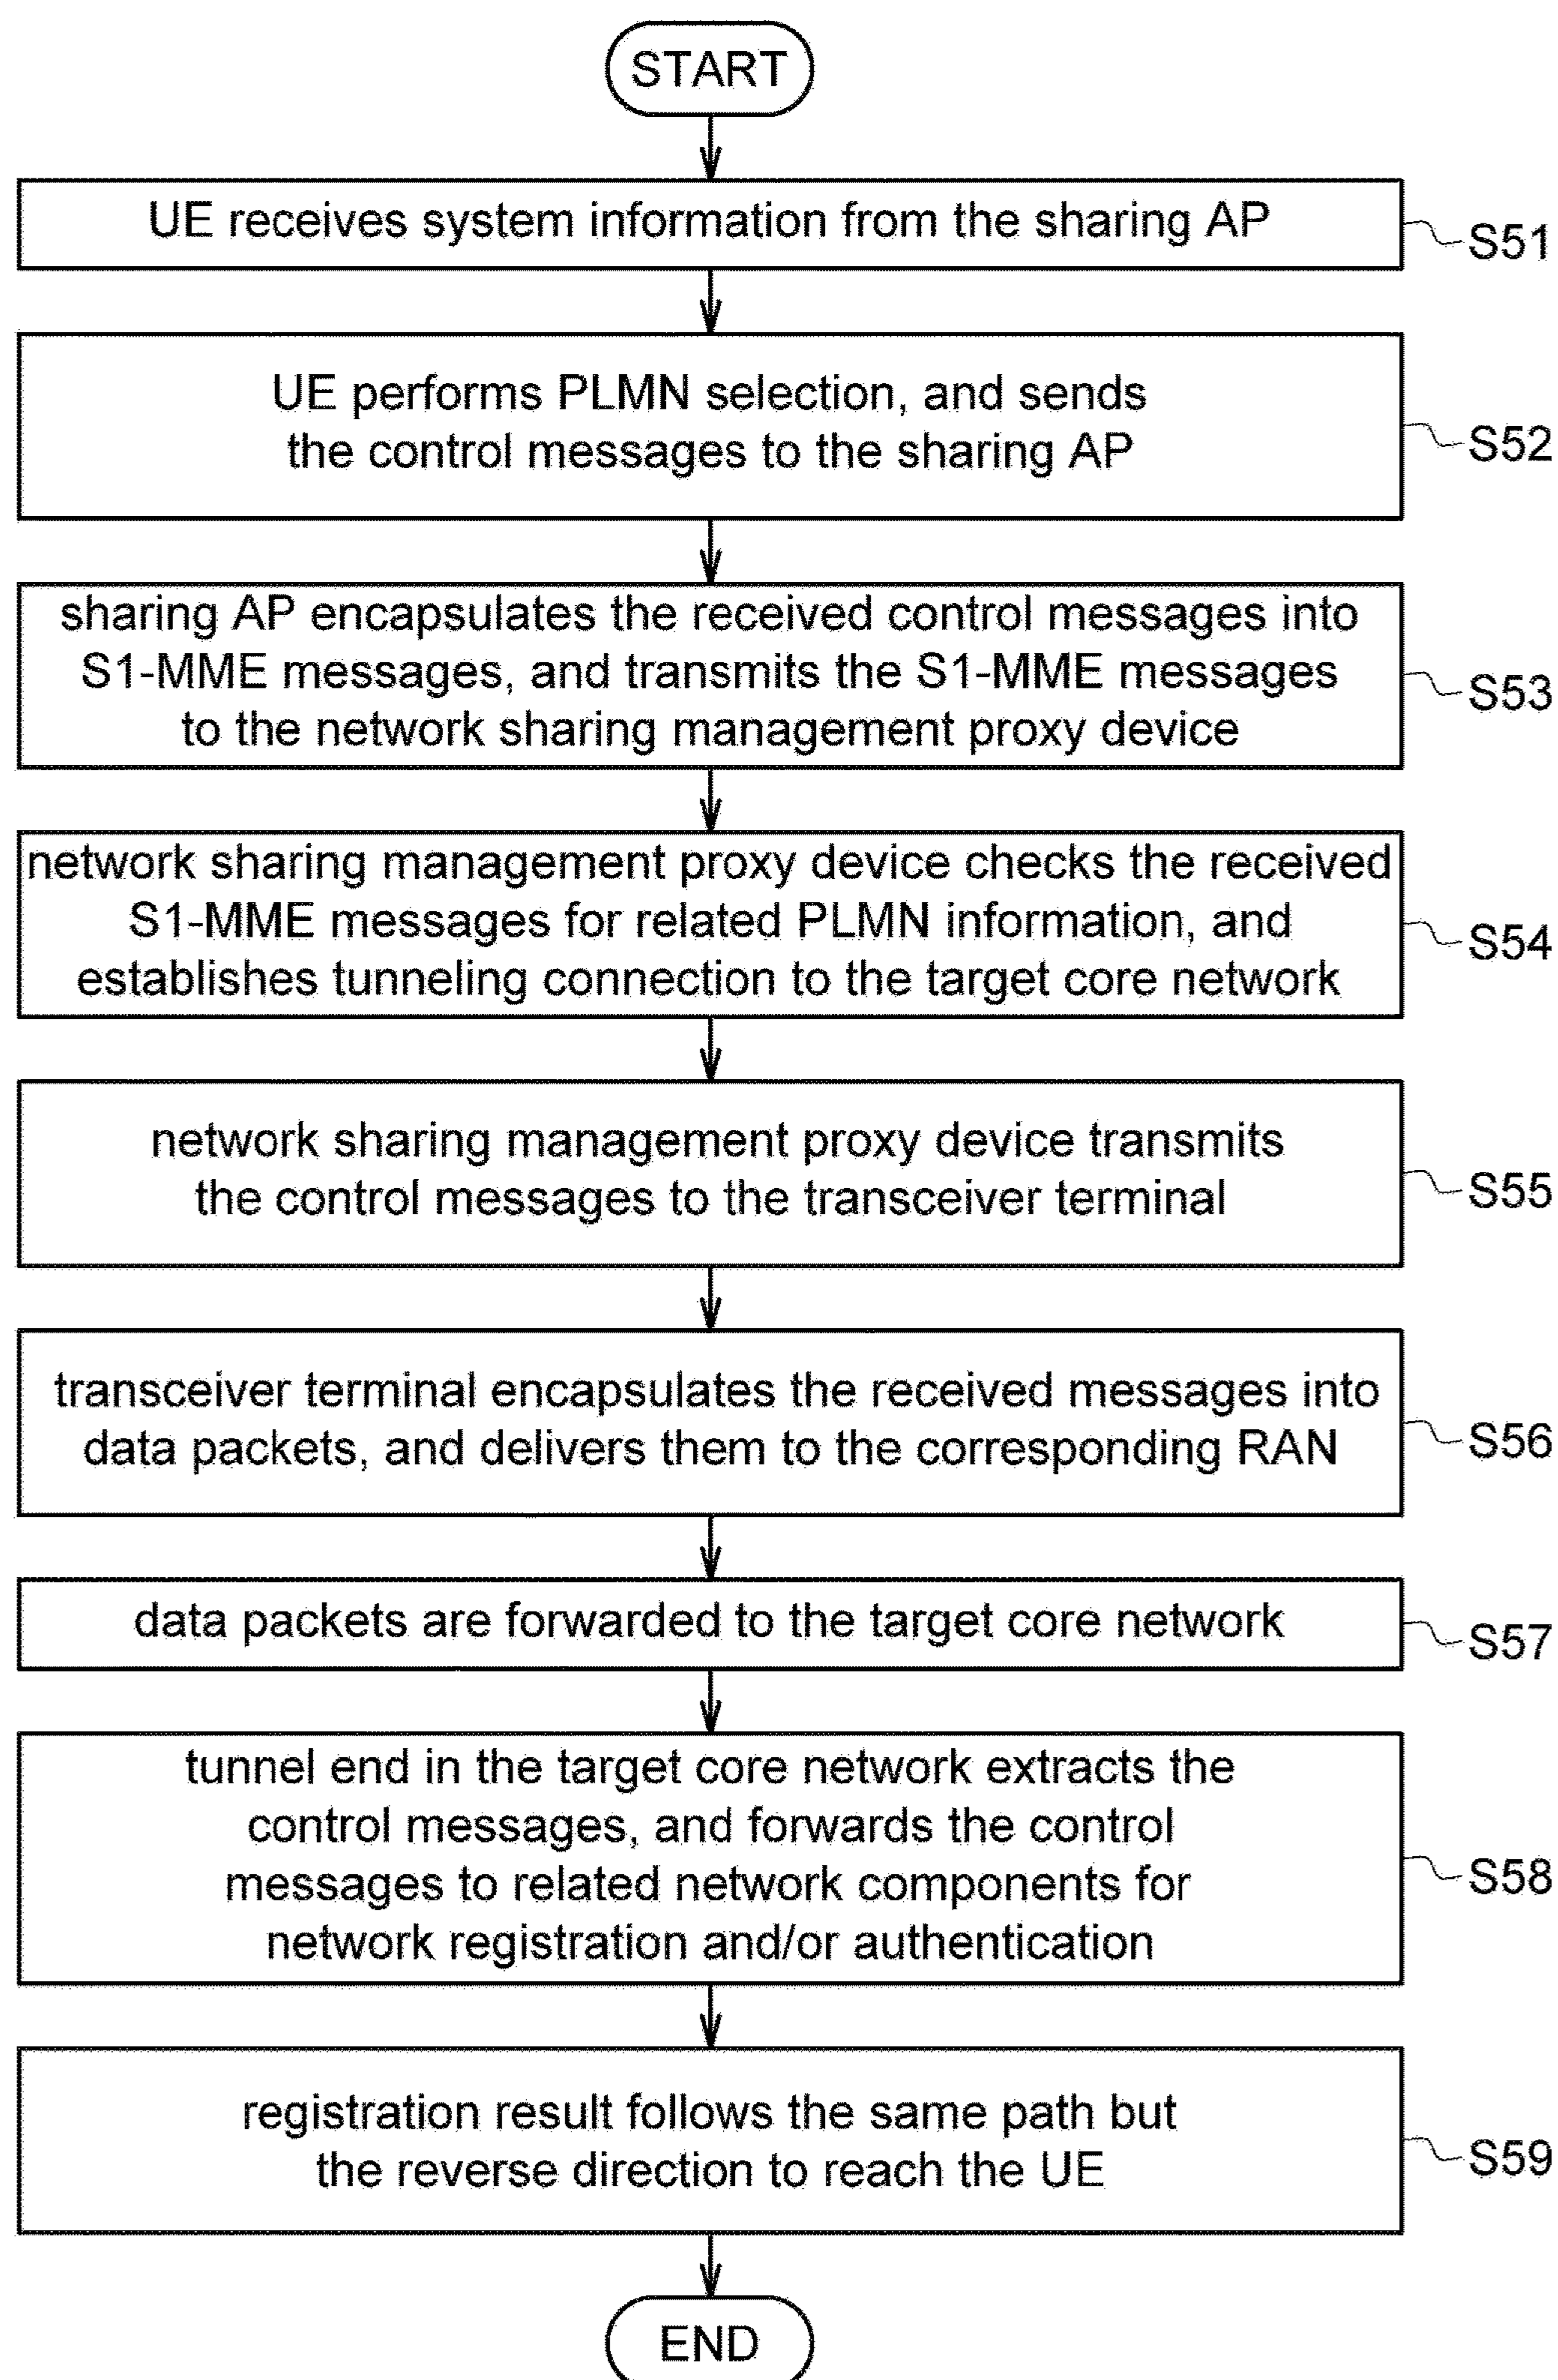 START
UE receives system information from the sharing AP
S51
UE performs PLMN selection, and sends
the control messages to the sharing AP
S52
sharing AP encapsulates the received control messages into
S1-MME messages, and transmits the S1-MME messages
to the network sharing management proxy device
S53
network sharing management proxy device checks the received
S1-MME messages for related PLMN information, and
establishes tunneling connection to the target core network
S54
network sharing management proxy device transmits
the control messages to the transceiver terminal
S55
transceiver terminal encapsulates the received messages into
data packets, and delivers them to the corresponding RAN
S56
data packets are forwarded to the target core network
S57
tunnel end in the target core network extracts the
control messages, and forwards the control
messages to related network components for
network registration and/or authentication
S58
registration result follows the same path but
the reverse direction to reach the UE
S59
END